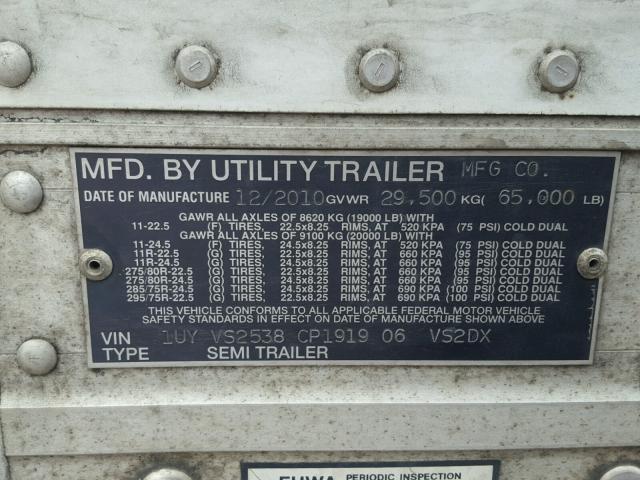 MFD. BY UTILITY TRAILER MFG CO.
DATE OF MANUFACTURE 12/2010 GVWR 29,500 KG( 65,000 LB)
GAWR ALL AXLES OF 8620 KG (19000 LB) WITH
11-22.5 (F) TIRES, 22.5x8.25 RIMS, AT 520 KPA (75 PSI) COLD DUAL
GAWR ALL AXLES OF 9100 KG (20000 LB) WITH
11-24.5 (F) TIRES, 24.5x8.25 RIMS, AT 520 KPA (75 PSI) COLD DUAL
11R-22.5 (G) TIRES, 22.5x8.25 RIMS, AT 660 KPA (95 PSI) COLD DUAL
11R-24.5 (G) TIRES, 24.5x8.25 RIMS, AT 660 KPA (95 PSI) COLD DUAL
275/80R-22.5 (G) TIRES, 22.5x8.25 RIMS, AT 660 KPA (95 PSI) COLD DUAL
275/80R-24.5 (G) TIRES, 24.5x8.25 RIMS, AT 660 KPA (95 PSI) COLD DUAL
285/75R-24.5 (G) TIRES, 24.5x8.25 RIMS, AT 690 KPA (100 PSI) COLD DUAL
295/75R-22.5 (G) TIRES, 22.5x8.25 RIMS, AT 690 KPA (100 PSI) COLD DUAL
THIS VEHICLE CONFORMS TO ALL APPLICABLE FEDERAL MOTOR VEHICLE
SAFETY STANDARDS IN EFFECT ON DATE OF MANUFACTURE SHOWN ABOVE.
VIN 1UY VS2538 CP1919 06 VS2DX
TYPE SEMI TRAILER
FHWA PERIODIC INSPECTION